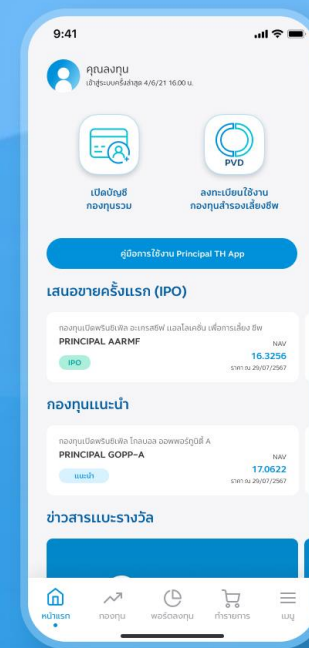 9:41
คุณลงทุน
เข้าสู่ระบบครั้งล่าสุด 4/6/21 16.00 น.
PVD
เปิดบัญชี
กองทุนรวม
ลงทะเบียนใช้งาน
กองทุนสำรองเลี้ยงชีพ
คู่มือการใช้งาน Principal TH App
เสนอขายครั้งแรก (IPO)
กองทุนเปิดพรินซิเพิล อะเกรสซิฟ แอลโลเคชั่น เพื่อการเลี้ยง ชีพ
PRINCIPAL AARMF
NAV
IPO
16.3256
ราคา ณ 29/07/2567
กองทุนแนะนำ
กองทุนเปิดพรินซิเพิล โกลบอล ออพพอร์ทูนิตี้ A
PRINCIPAL GOPP-A
NAV
แนะนำ
17.0622
ราคา ณ 29/07/2567
ข่าวสารแบะรางวัล
หน้าแรก
กองทุน
พอร์ตลงทุน
ทำรายการ
เมนู